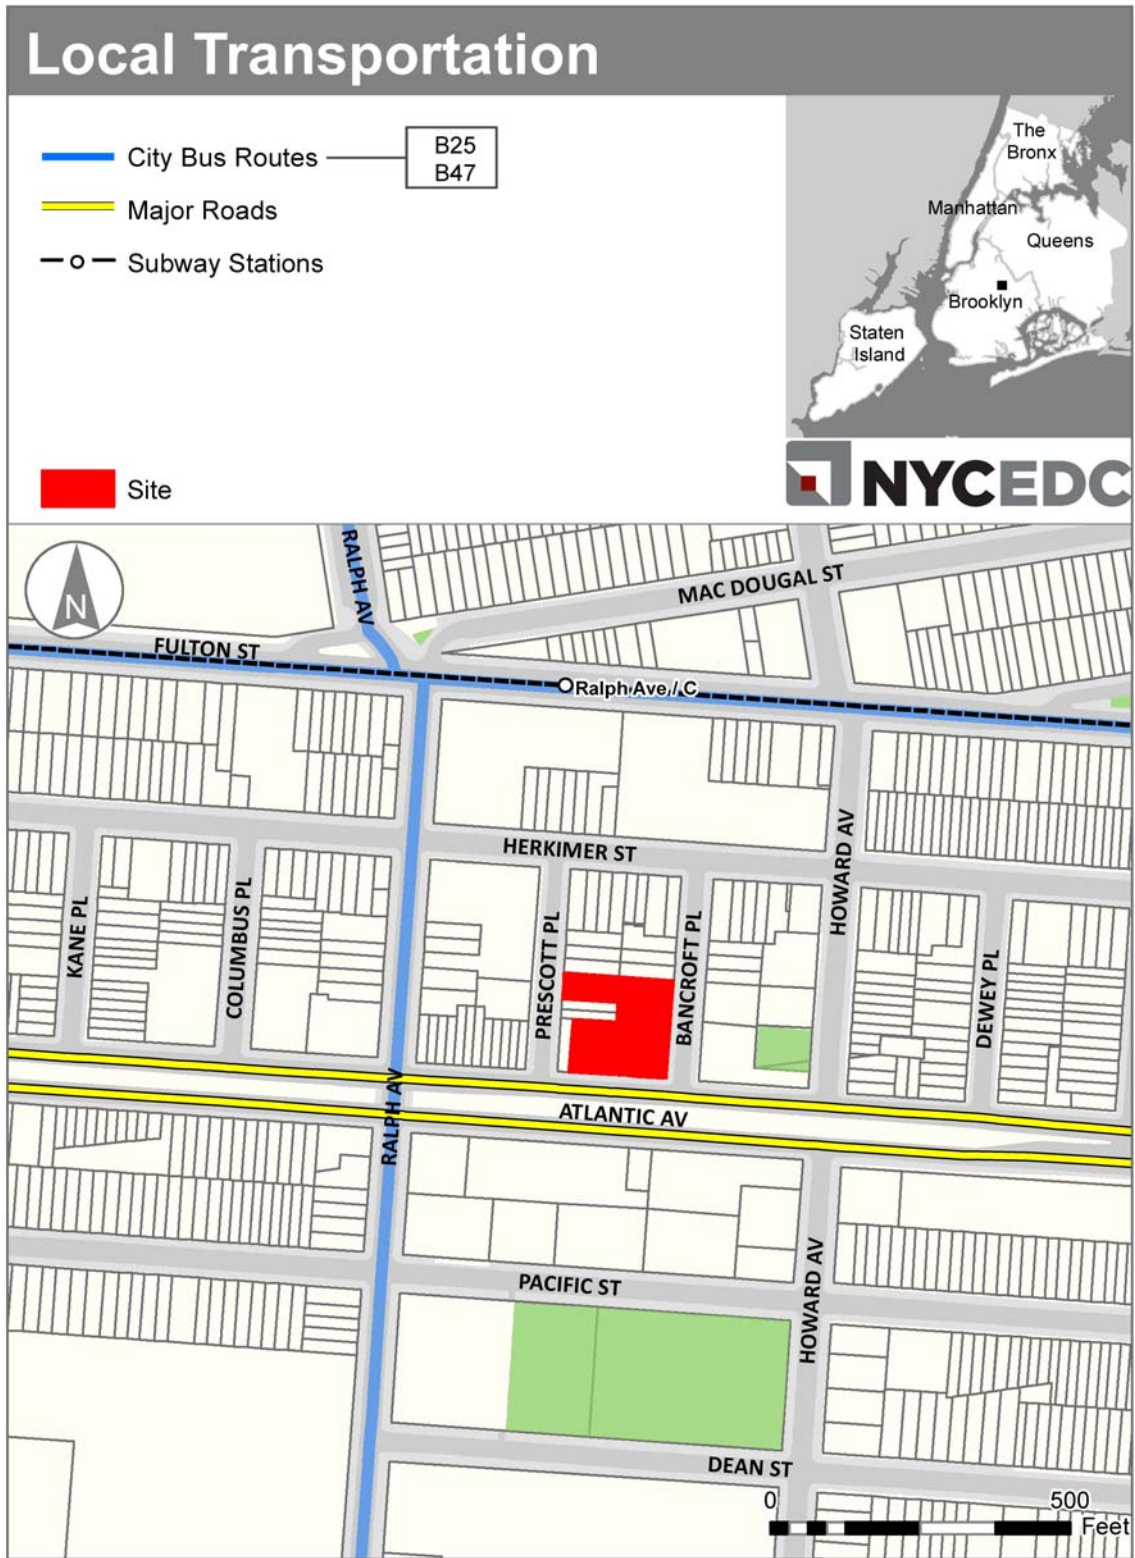 Local Transportation
City Bus Routes
B25
B47
Major Roads
Subway Stations
Site
The
Bronx
Manhattan
Queens
Brooklyn
Staten
Island
NYCEDC
N
RALPH AV
MAC DOUGAL ST
FULTON ST
Ralph Ave / C
HERKIMER ST
HOWARD AV
KANE PL
COLUMBUS PL
PRESCOTT PL
BANCROFT PL
DEWEY PL
RALPH AV
ATLANTIC AV
PACIFIC ST
HOWARD AV
DEAN ST
0 500
Feet